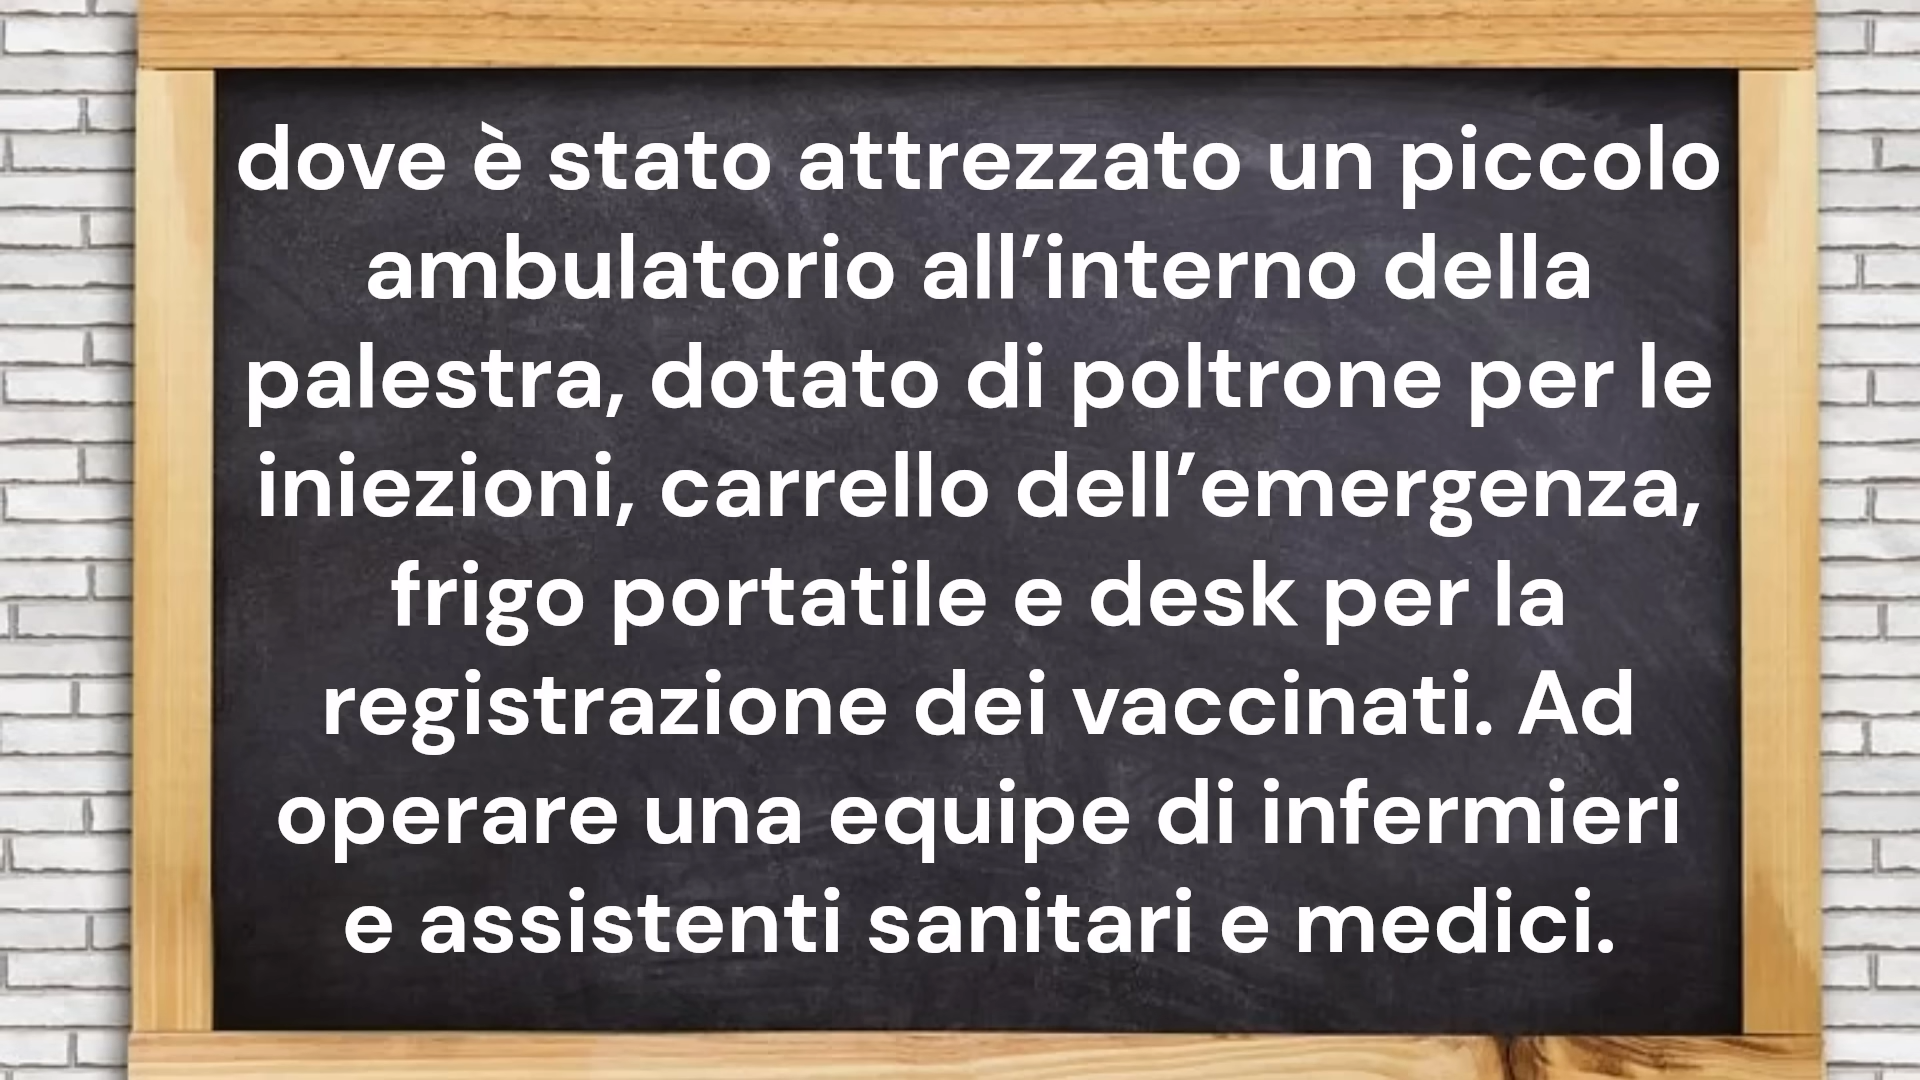 dove è stato attrezzato un piccolo
ambulatorio all’interno della
palestra, dotato di poltrone per le
iniezioni, carrello dell’emergenza,
frigo portatile e desk per la
registrazione dei vaccinati. Ad
operare una equipe di infermieri
e assistenti sanitari e medici.